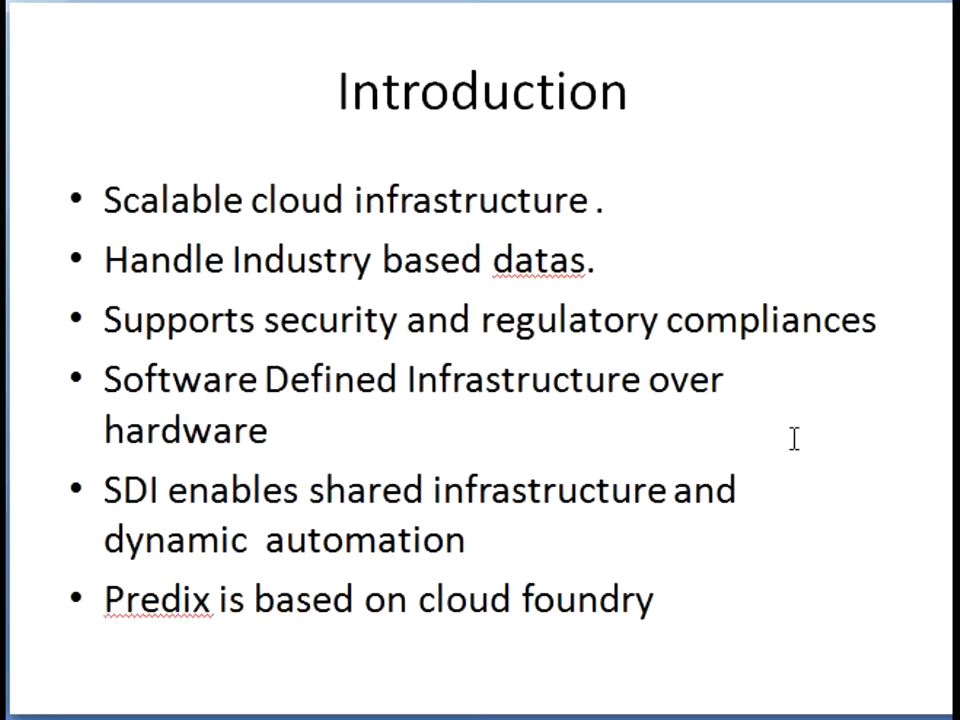 Introduction
• Scalable cloud infrastructure .
• Handle Industry based datas.
• Supports security and regulatory compliances
• Software Defined Infrastructure over
hardware
• SDI enables shared infrastructure and
dynamic  automation
• Predix is based on cloud foundry